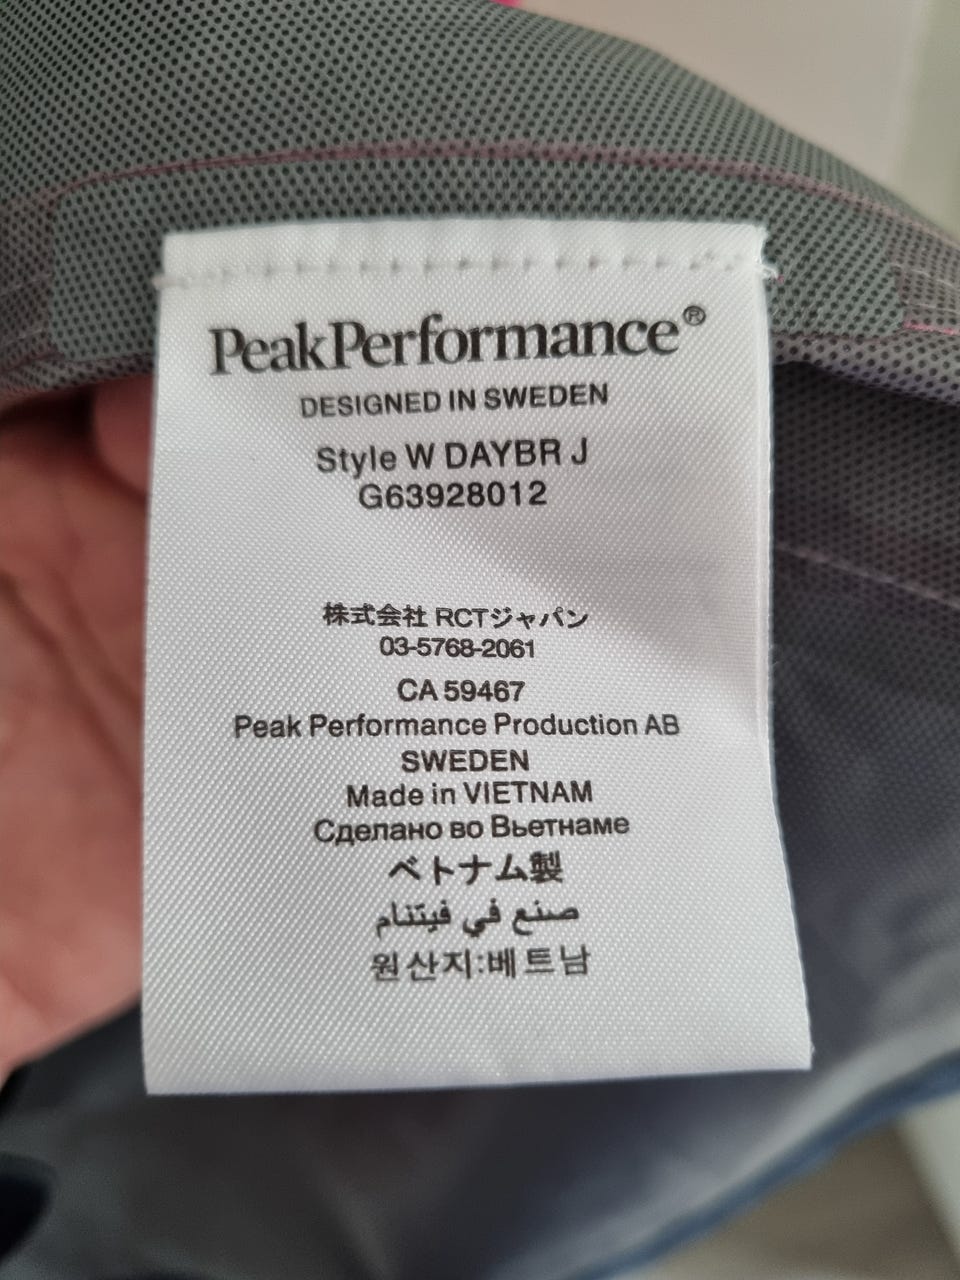 PeakPerformance®
DESIGNED IN SWEDEN
Style W DAYBR J
G63928012
株式会社 RCTジャパン
03-5768-2061
CA 59467
Peak Performance Production AB
SWEDEN
Made in VIETNAM
Сделано во Вьетнаме
ベトナム製
صنع في فيتنام
원산지:베트남